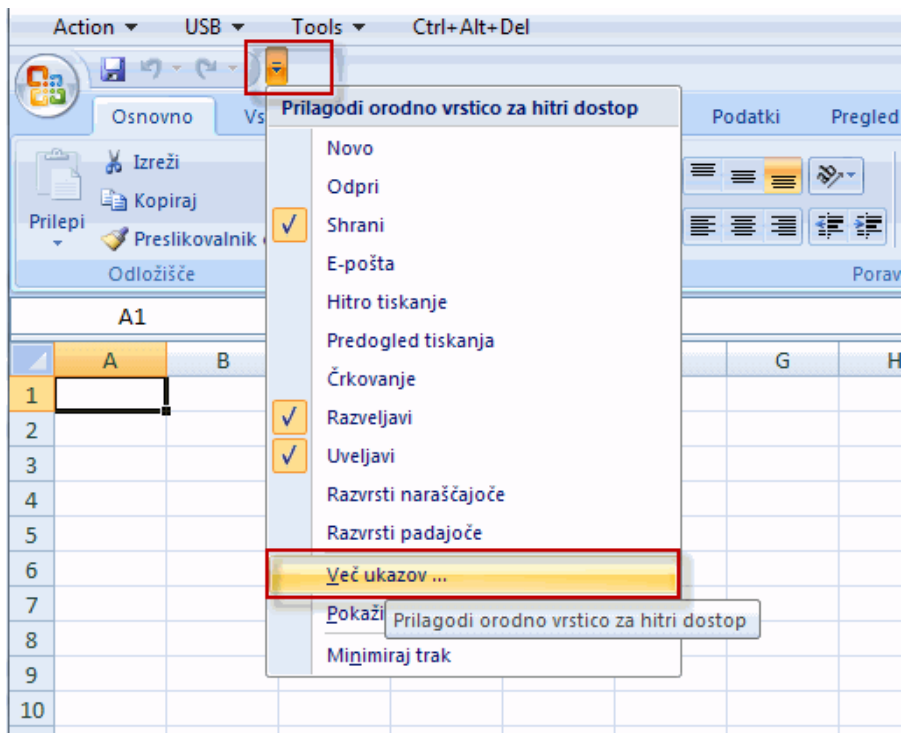 Action USB Tools Ctrl+Alt+Del
Prilagodi orodno vrstico za hitri dostop
Osnovno Vs Podatki Pregled
Prilepi
Izreži
Kopiraj
Preslikovalnik
Odložišče
Porav
Novo
Odpri
Shrani
E-pošta
Hitro tiskanje
Predogled tiskanja
Črkovanje
Razveljavi
Uveljavi
Razvrsti naraščajoče
Razvrsti padajoče
Več ukazov ...
Pokaži
Prilagodi orodno vrstico za hitri dostop
Minimiraj trak
A1
A B G H
1
2
3
4
5
6
7
8
9
10